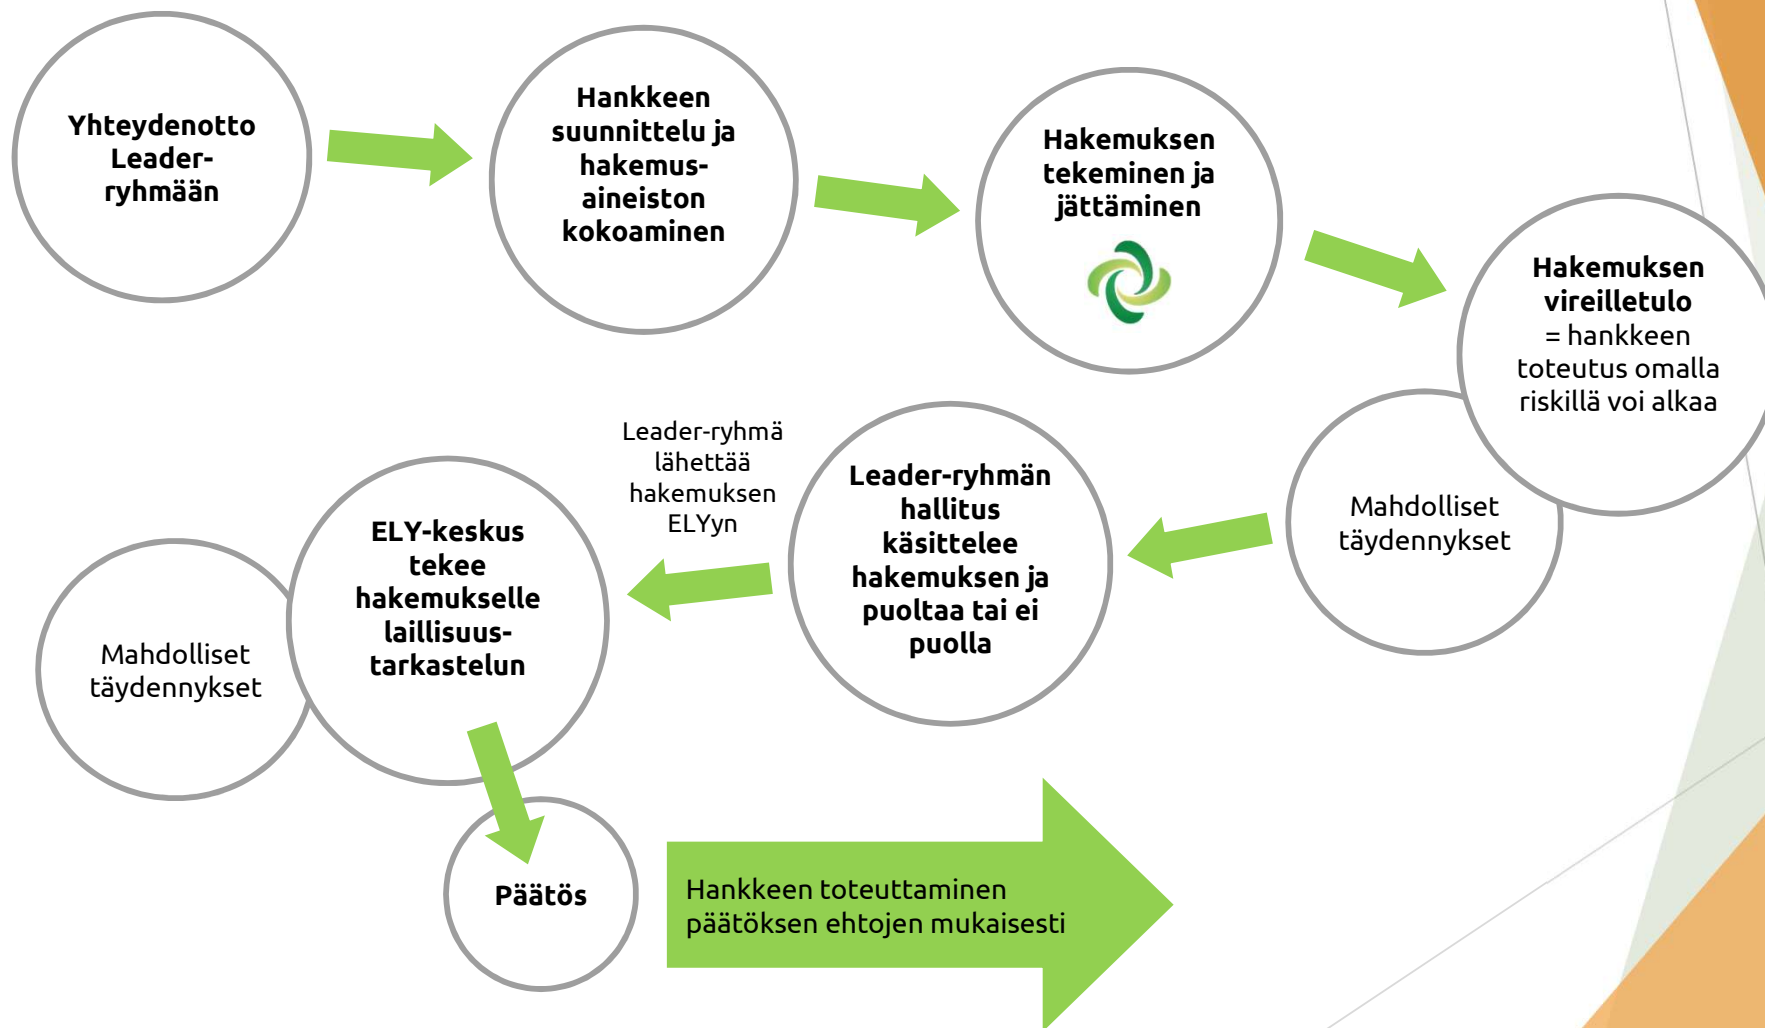 Yhteydenotto
Leader-
ryhmään
Hankkeen
suunnittelu ja
hakemus-
aineiston
kokoaminen
Hakemuksen
tekeminen ja
jättäminen
Hakemuksen
vireilletulo
= hankkeen
toteutus omalla
riskillä voi alkaa
Mahdolliset
täydennykset
Leader-ryhmän
hallitus
käsittelee
hakemuksen ja
puoltaa tai ei
puolla
Leader-ryhmä
lähettää
hakemuksen
ELYyn
ELY-keskus
tekee
hakemukselle
laillisuus-
tarkastelun
Mahdolliset
täydennykset
Päätös
Hankkeen toteuttaminen
päätöksen ehtojen mukaisesti